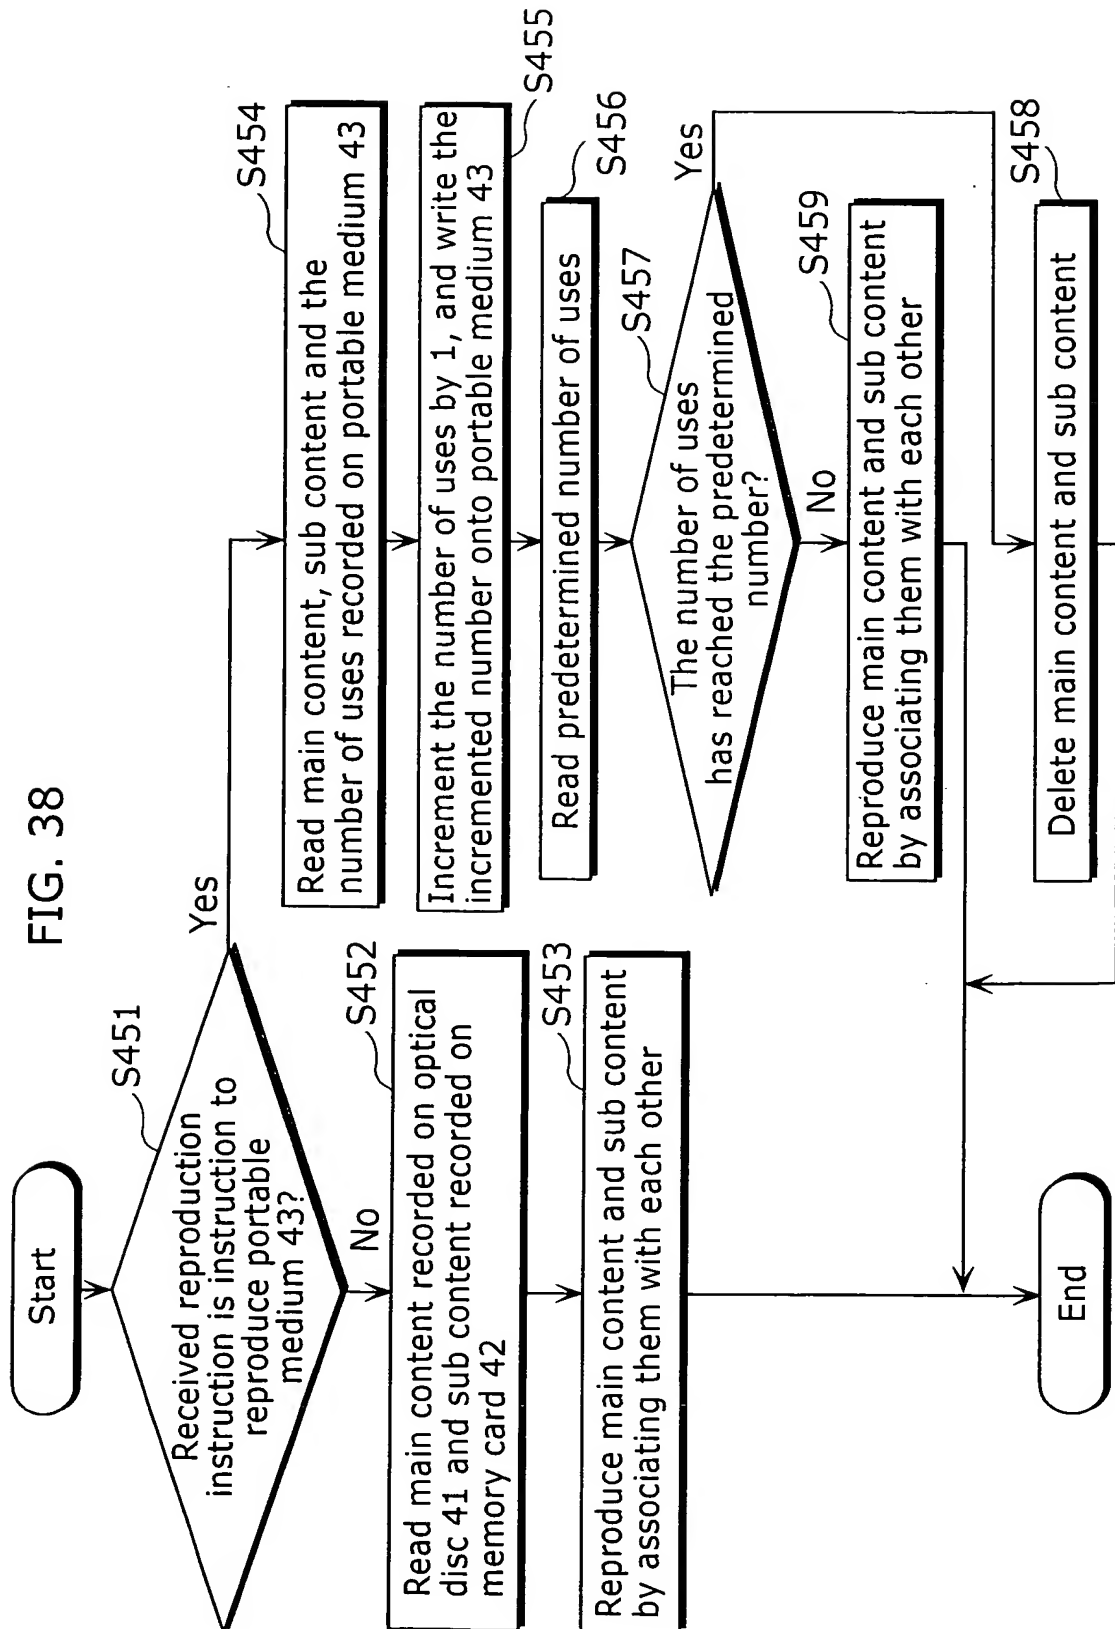 FIG. 38
Start
S451
Received reproduction
instruction is instruction to
reproduce portable
medium 43?
Yes
No
S452
Read main content recorded on optical
disc 41 and sub content recorded on
memory card 42
S453
Reproduce main content and sub content
by associating them with each other
End
S454
Read main content, sub content and the
number of uses recorded on portable medium 43
S455
Increment the number of uses by 1, and write the
incremented number onto portable medium 43
S456
Read predetermined number of uses
S457
The number of uses
has reached the predetermined
number?
Yes
No
S459
Reproduce main content and sub content
by associating them with each other
S458
Delete main content and sub content